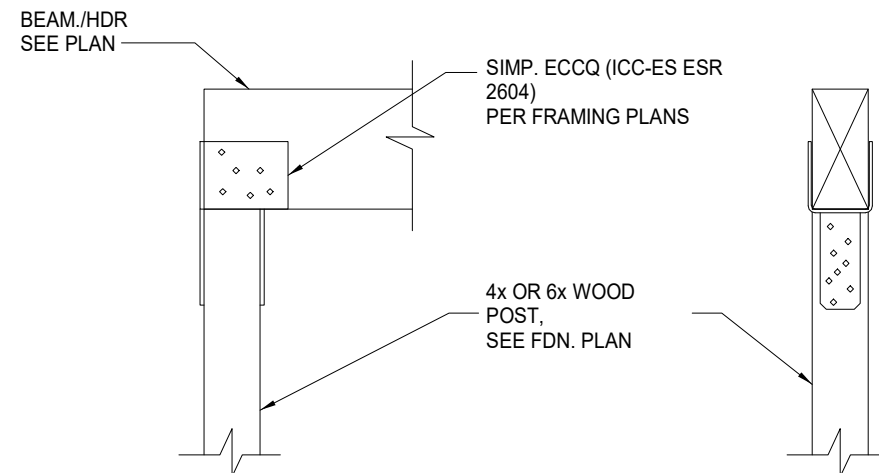 BEAM./HDR
SEE PLAN
SIMP. ECCQ (ICC-ES ESR
2604)
PER FRAMING PLANS
4x OR 6x WOOD
POST,
SEE FDN. PLAN